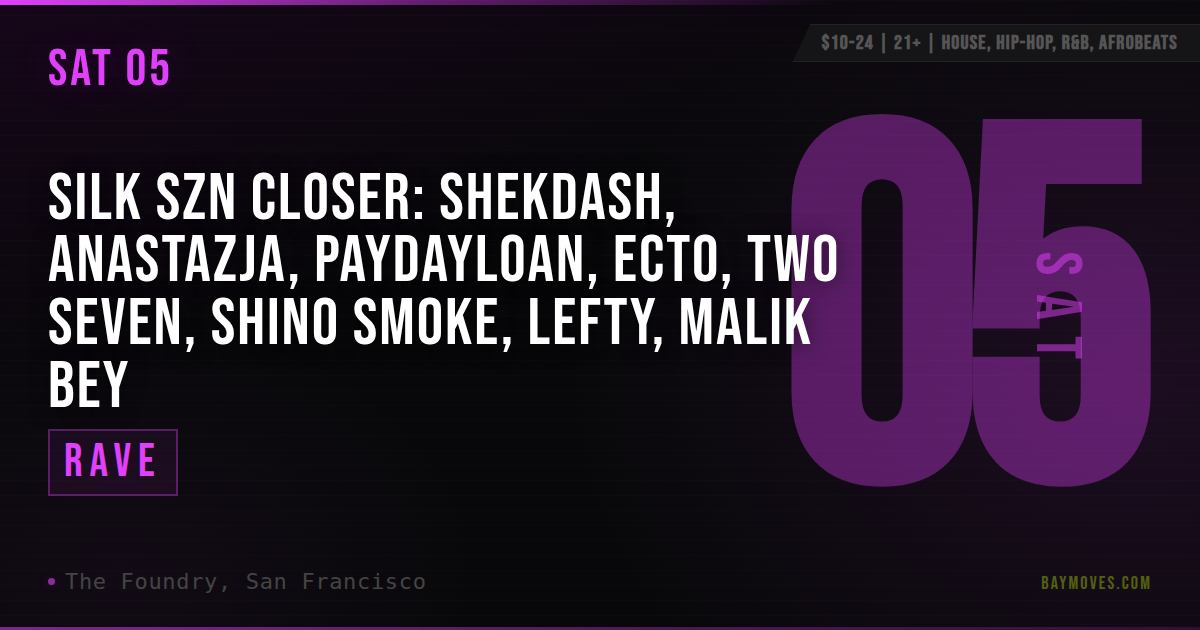 SAT 05
$10-24 | 21+ | HOUSE, HIP-HOP, R&B, AFROBEATS
05
SAT
SILK SZN CLOSER: SHEKDASH,
ANASTAZJA, PAYDAYLOAN, ECTO, TWO
SEVEN, SHINO SMOKE, LEFTY, MALIK
BEY
RAVE
The Foundry, San Francisco
BAYMOVES.COM